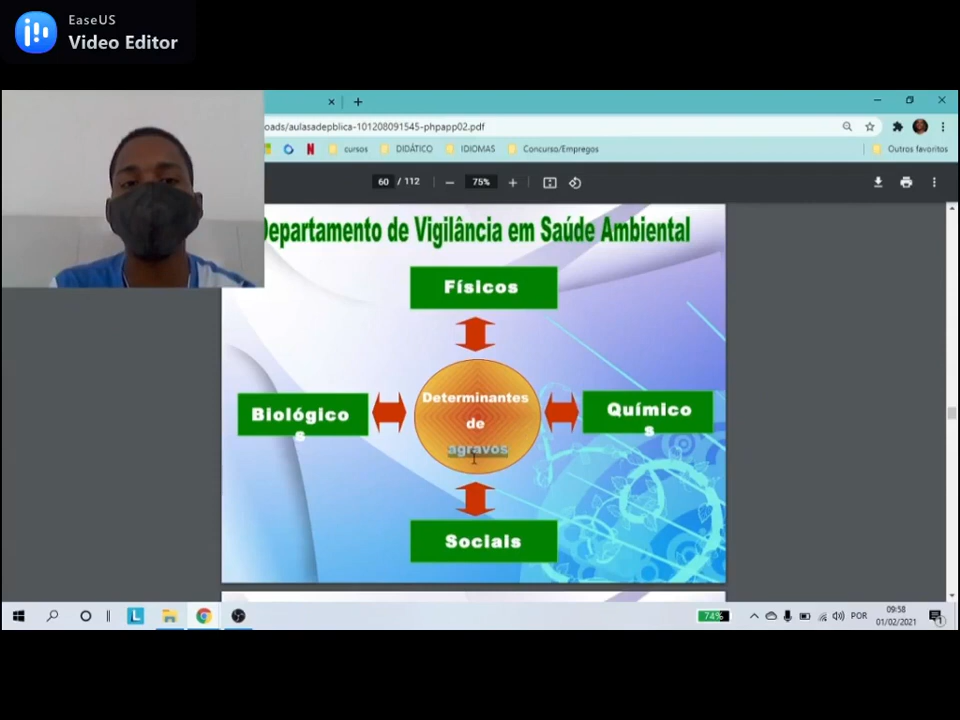 EaseUS
Video Editor
oads/aulasadepblica-101208091545-phpapp02.pdf
cursos DIDÁTICO IDIOMAS Concurso/Empregos Outros favoritos
60 / 112 75%
Departamento de Vigilância em Saúde Ambiental
Físicos
Biológico
s
Determinantes
de
agravos
Químico
s
Sociais
74% POR 09:58
01/02/2021